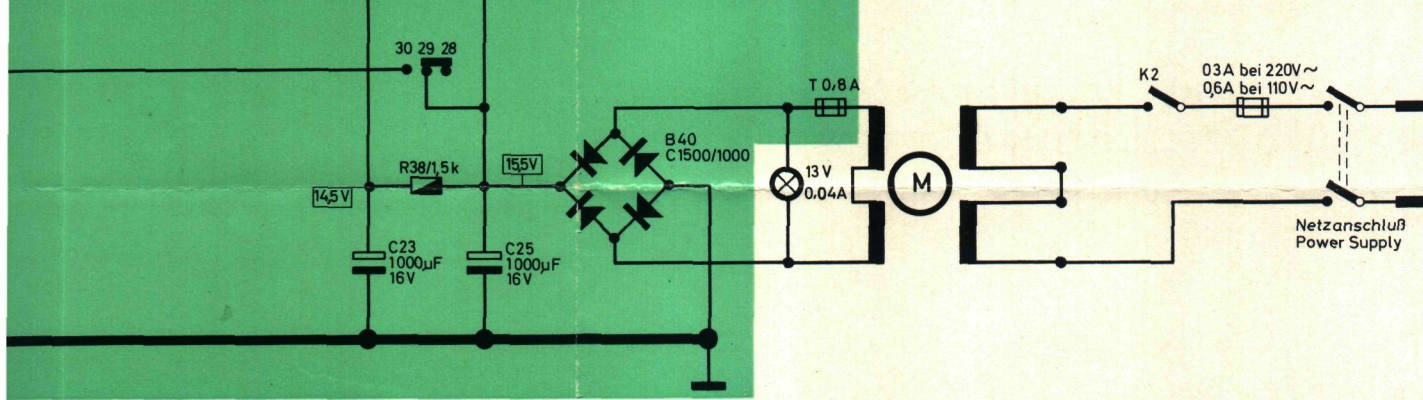 30 29 28
T 0,8 A
K2
03A bei 220V~
0,6A bei 110V~
B40
C1500/1000
R38/1,5k
15,5V
14,5V
13 V
0,04A
M
C23
1000µF
16V
C25
1000µF
16V
Netzanschluß
Power Supply